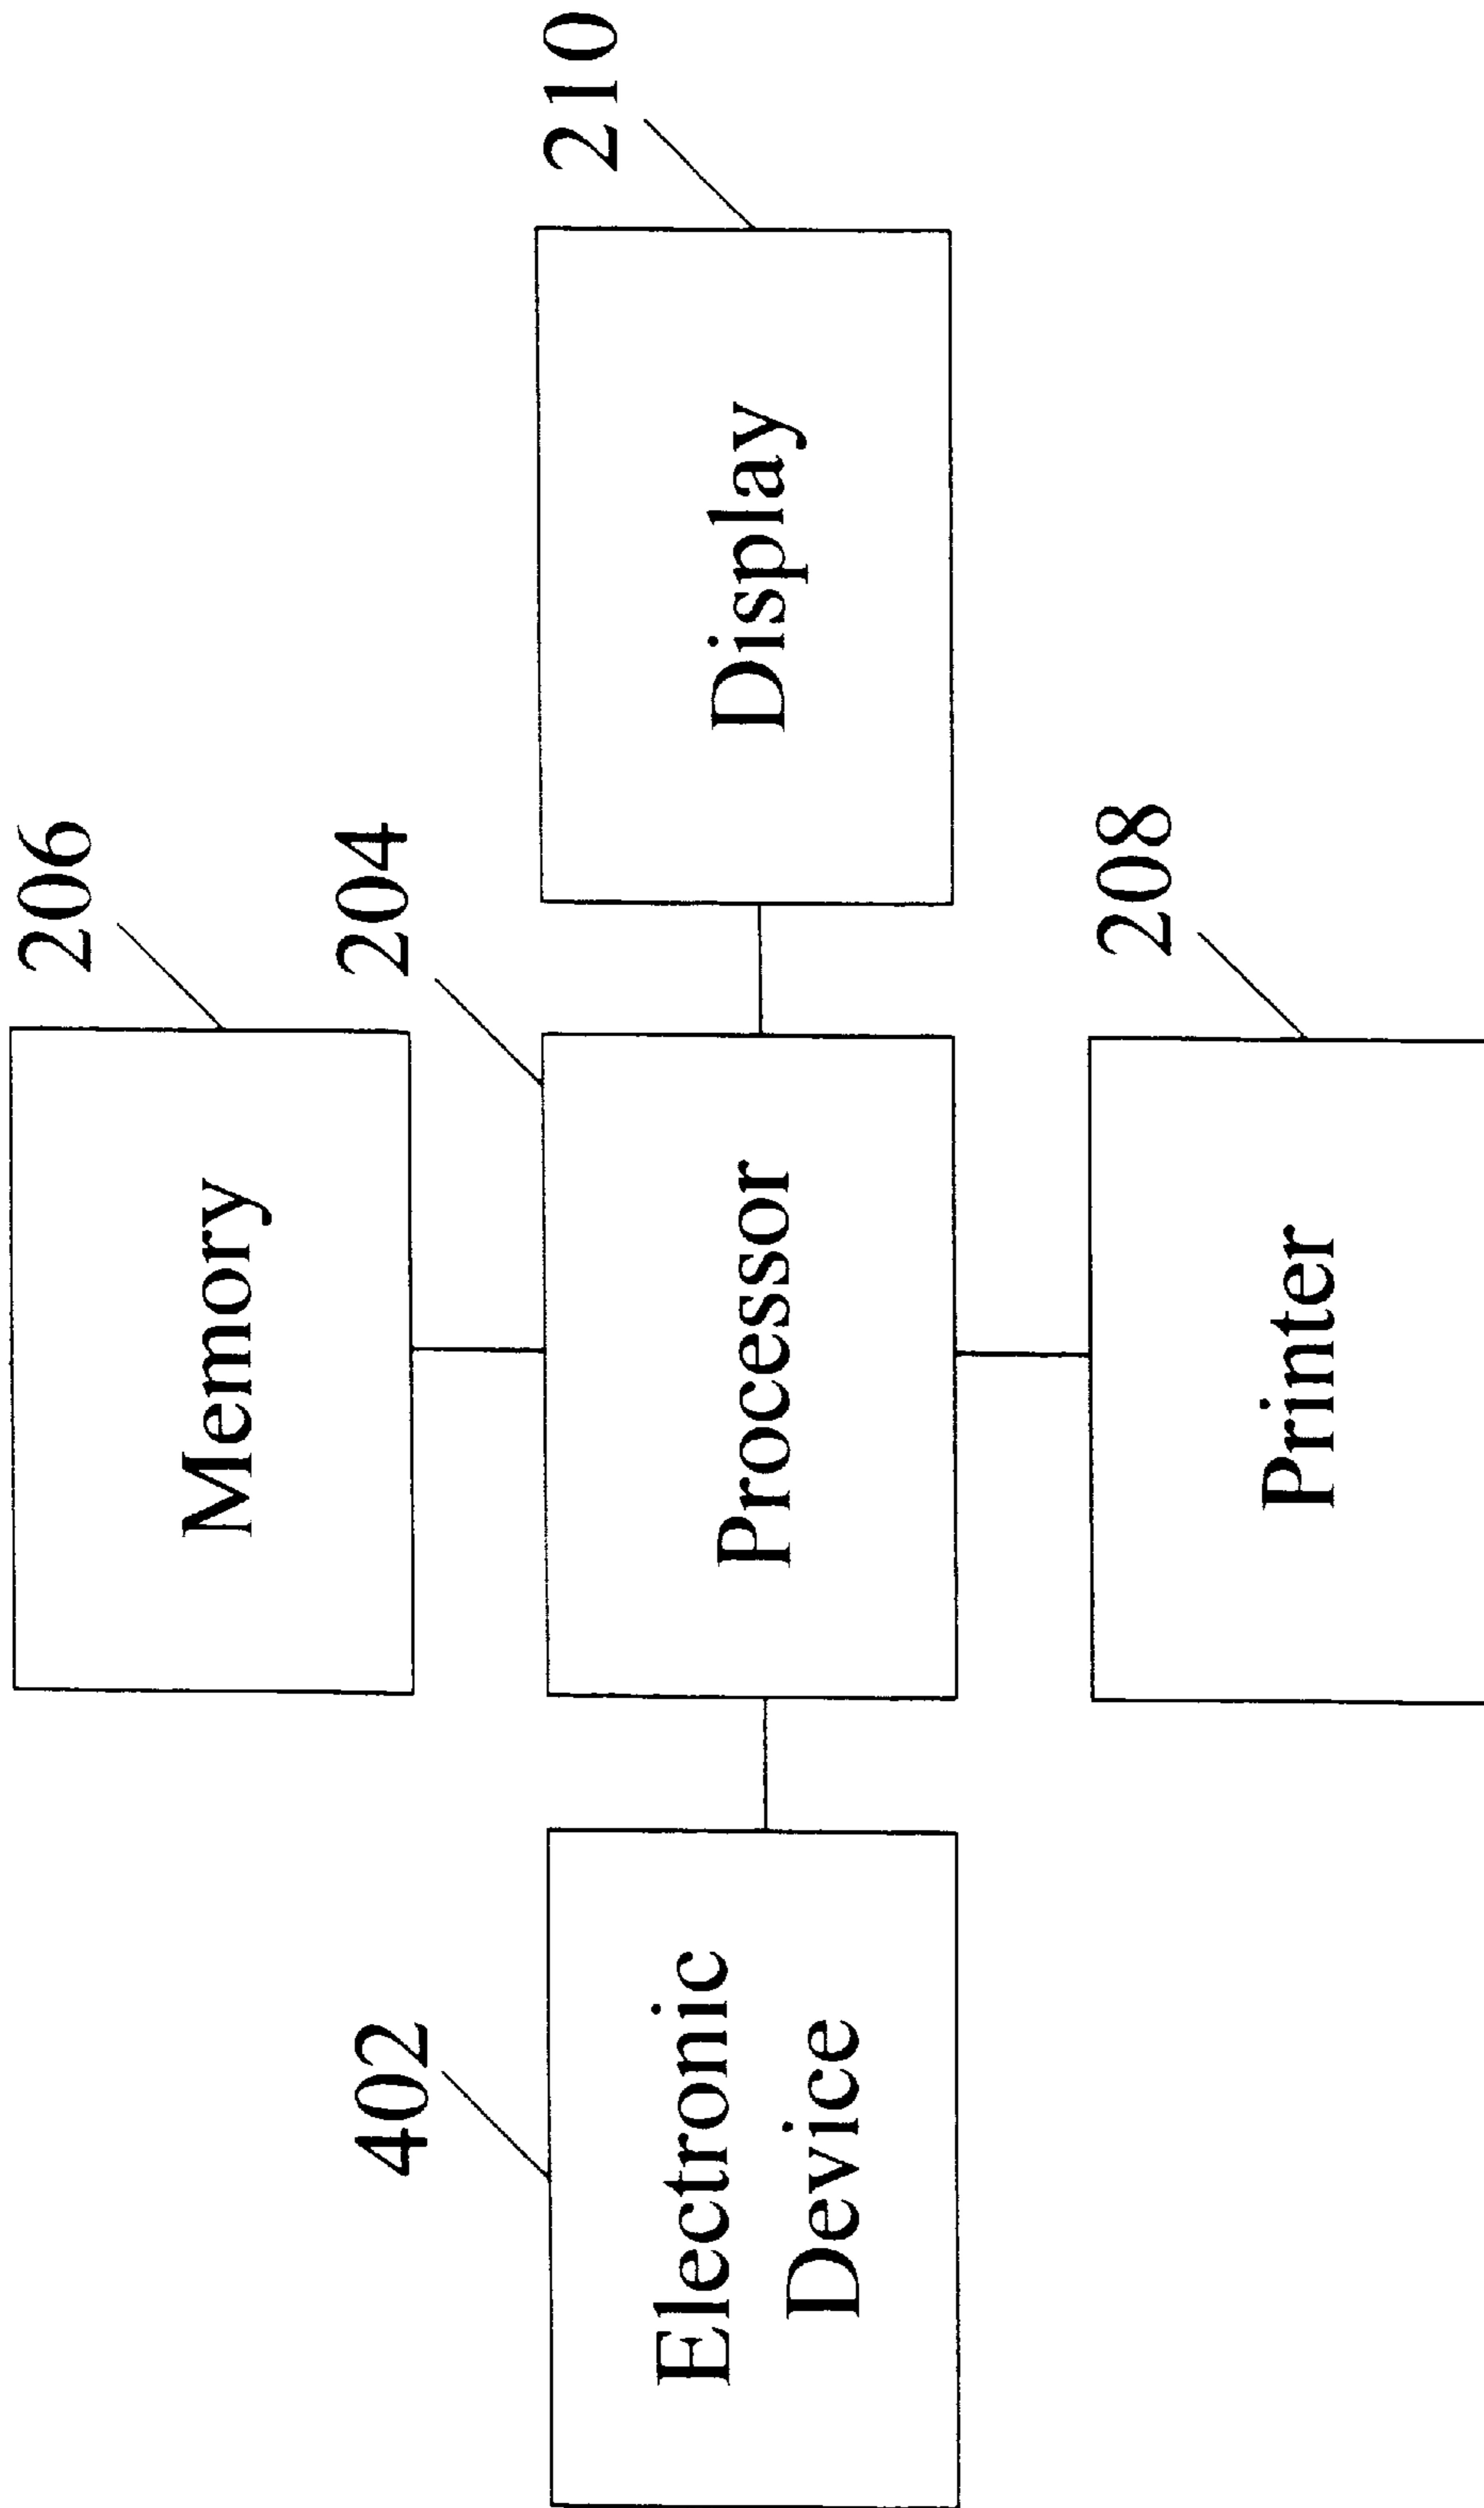 206
Memory
204
402
210
Electronic
Device
Processor
Display
208
Printer